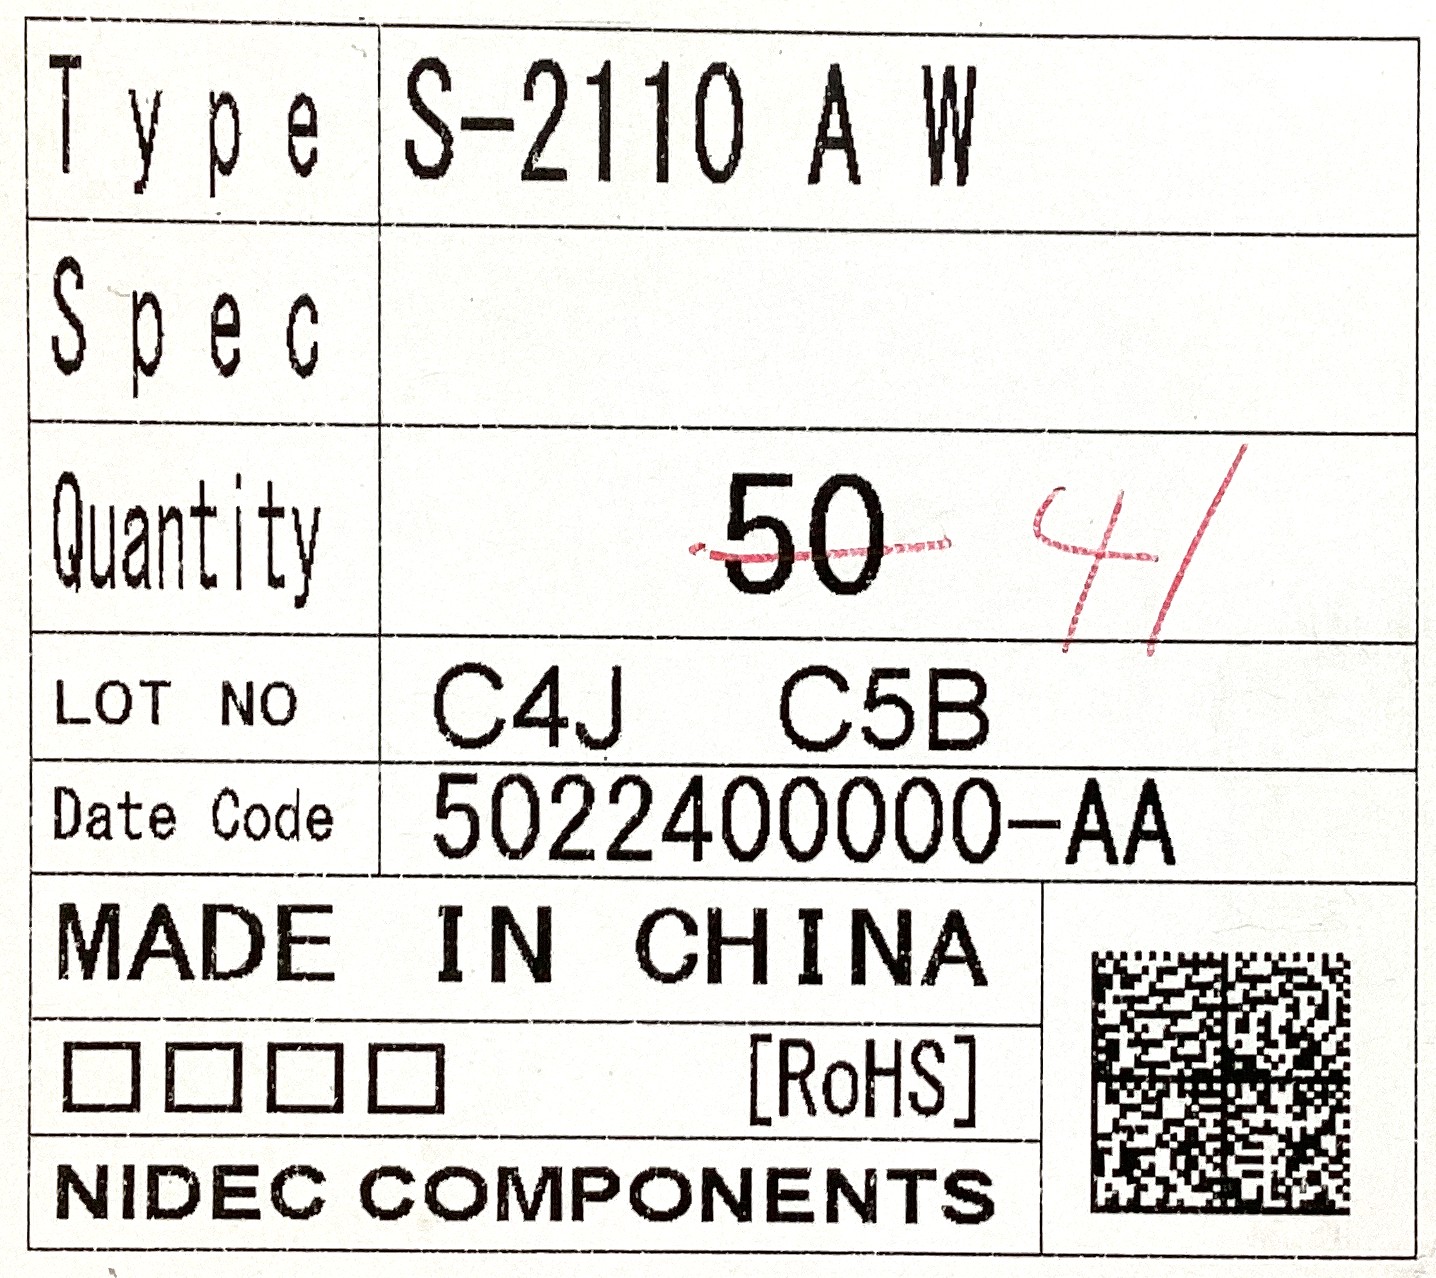 Type S-2110 A W
Spec
Quantity 50 41
LOT NO C4J C5B
Date Code 5022400000-AA
MADE IN CHINA
□□□□ [RoHS]
NIDEC COMPONENTS